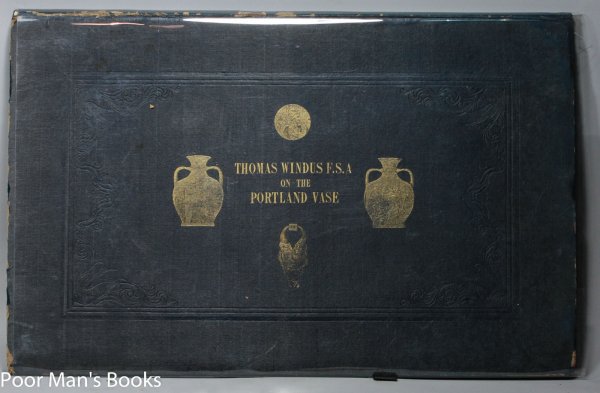 THOMAS WINDUS F.S.A
ON THE
PORTLAND VASE
Poor Man's Books